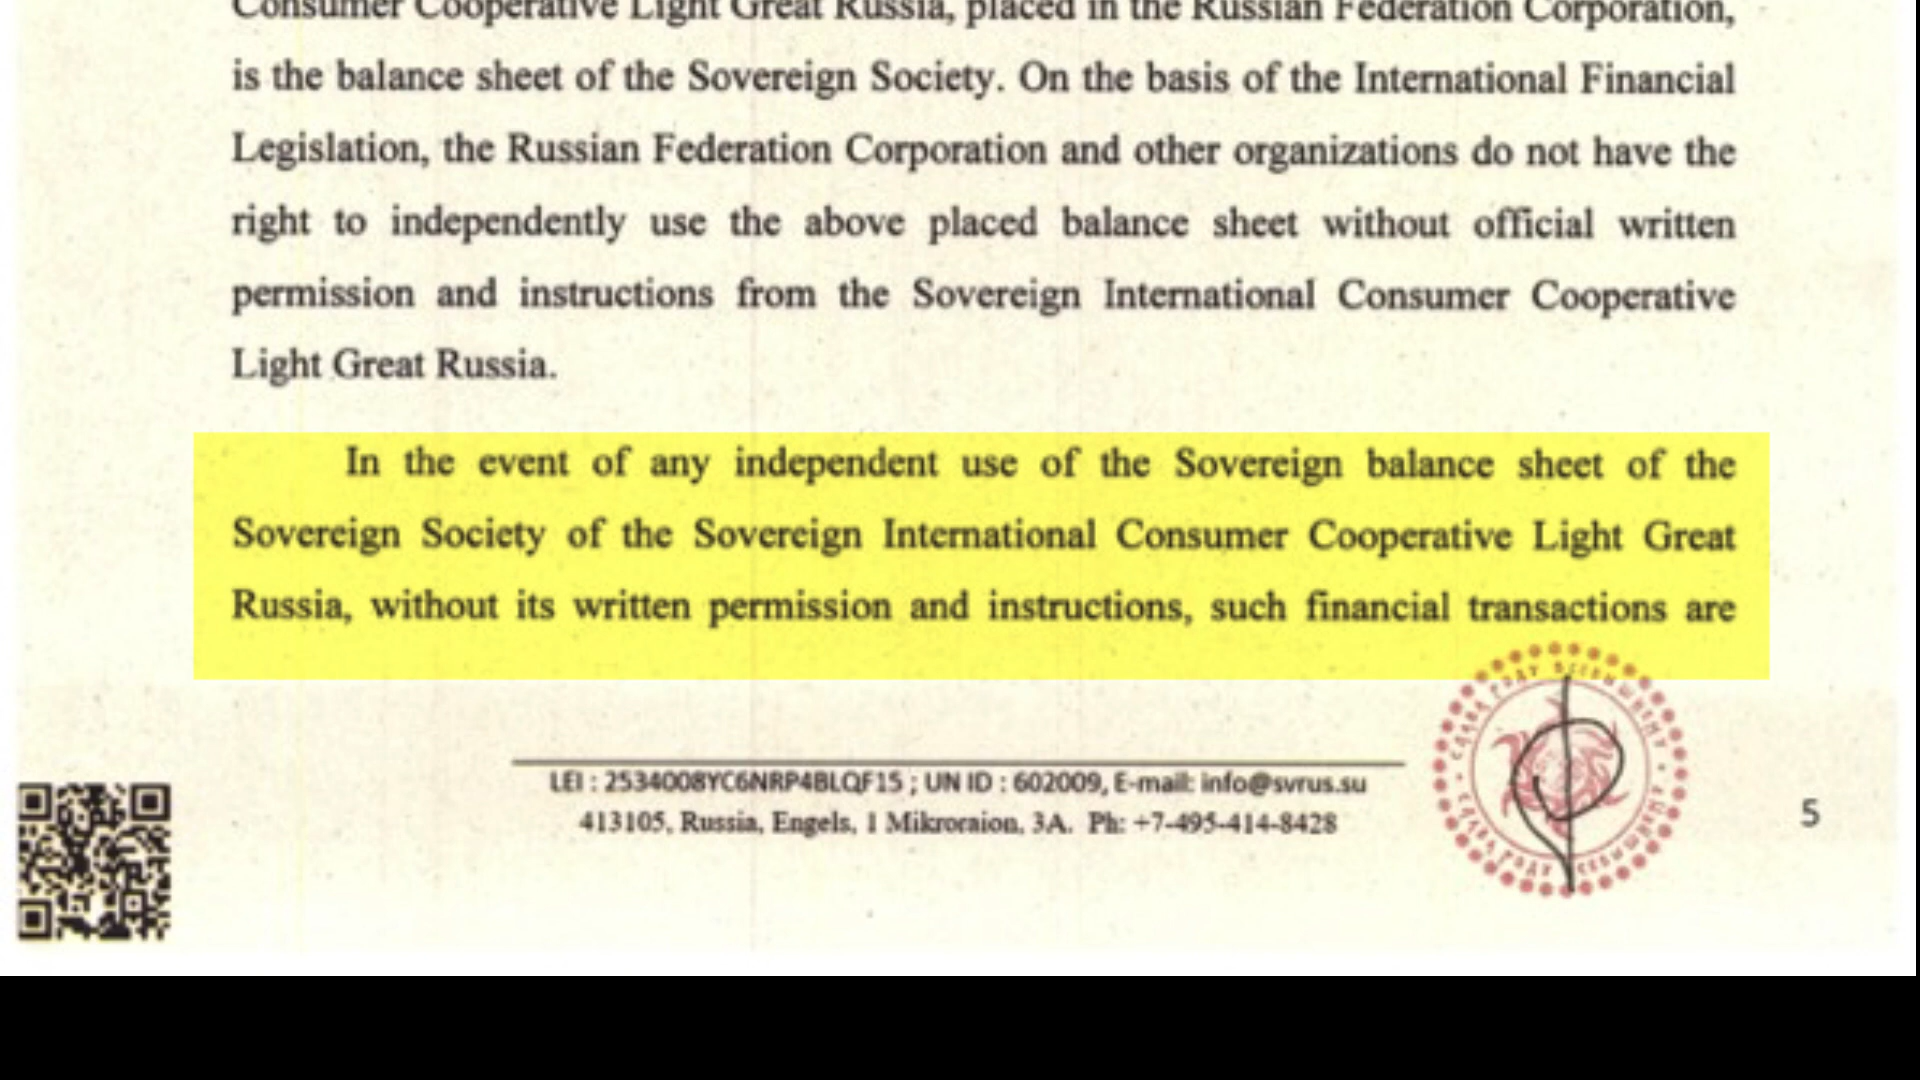 Consumer Cooperative Light Great Russia, placed in the Russian Federation Corporation,
is the balance sheet of the Sovereign Society. On the basis of the International Financial
Legislation, the Russian Federation Corporation and other organizations do not have the
right to independently use the above placed balance sheet without official written
permission and instructions from the Sovereign International Consumer Cooperative
Light Great Russia.
In the event of any independent use of the Sovereign balance sheet of the
Sovereign Society of the Sovereign International Consumer Cooperative Light Great
Russia, without its written permission and instructions, such financial transactions are
LEI : 2534008YC6NRP4BLQF15 ; UN ID : 602009, E-mail: info@svrus.su
413105, Russia, Engels, 1 Mikroraion, 3A. Ph: +7-495-414-8428
5
СЛАВА РОДУ ВСЕВЫШНЕМУ